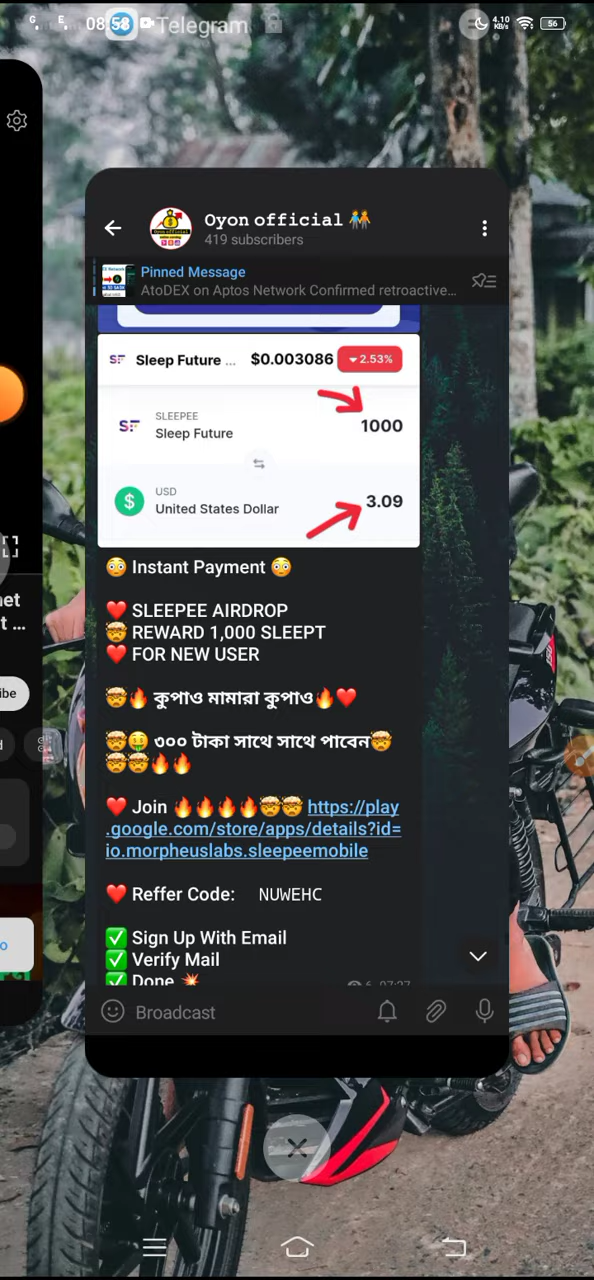 08:58 Telegram
4.10
KB/s
56
Oyon official 👬
419 subscribers
Pinned Message
AtoDEX on Aptos Network Confirmed retroactive...
SF Sleep Future ... $0.003086 ▼2.53%
SLEEPEE
SF Sleep Future 1000
USD
$ United States Dollar 3.09
😳 Instant Payment 😳
❤️ SLEEPEE AIRDROP
🤯 REWARD 1,000 SLEEPT
❤️ FOR NEW USER
🤯🔥 কুপাও মামারা কুপাও🔥❤️
🤯🤑 ৩০০ টাকা সাথে সাথে পাবেন🤯
🤯🤯🔥🔥
❤️ Join 🔥🔥🔥🔥🤯🤯 https://play
.google.com/store/apps/details?id=
io.morpheuslabs.sleepeemobile
❤️ Reffer Code: NUWEHC
✅ Sign Up With Email
✅ Verify Mail
✅ Done 💥
Broadcast